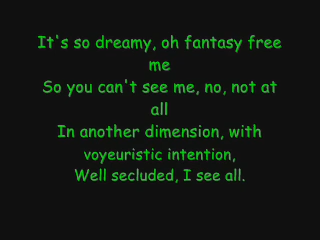 It's so dreamy, oh fantasy free
me
So you can't see me, no, not at
all
In another dimension, with
voyeuristic intention,
Well secluded, I see all.